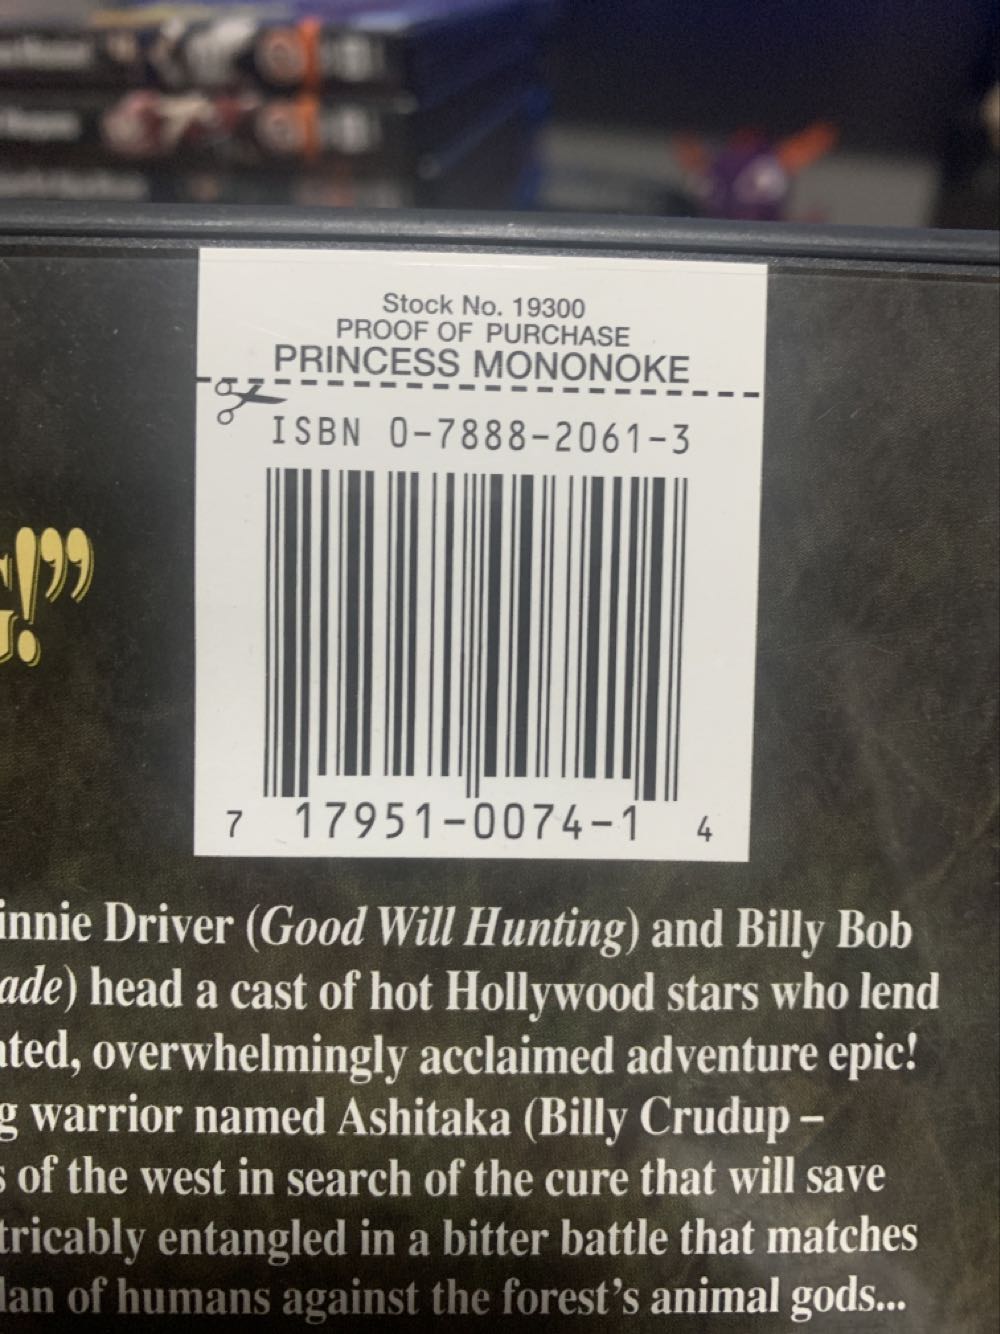 Stock No. 19300
PROOF OF PURCHASE
PRINCESS MONONOKE
ISBN 0-7888-2061-3
!”
7 17951-0074-1 4
innie Driver (Good Will Hunting) and Billy Bob
ade) head a cast of hot Hollywood stars who lend
ated, overwhelmingly acclaimed adventure epic!
g warrior named Ashitaka (Billy Crudup –
s of the west in search of the cure that will save
tricably entangled in a bitter battle that matches
lan of humans against the forest’s animal gods...